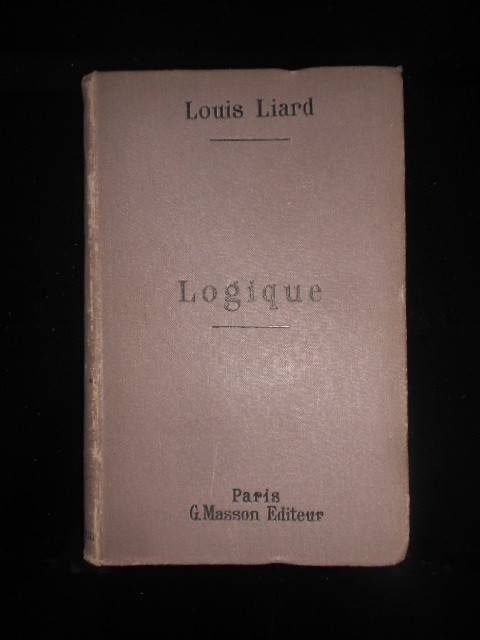 Louis Liard
Logique
Paris
G. Masson Editeur